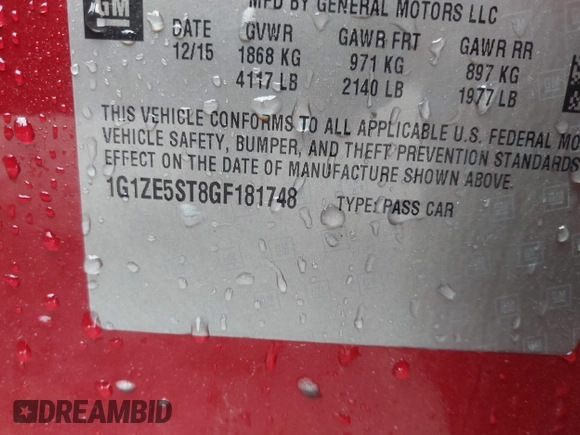 MFD BY GENERAL MOTORS LLC
GM
DATE GVWR GAWR FRT GAWR RR
12/15 1868 KG 971 KG 897 KG
4117 LB 2140 LB 1977 LB
THIS VEHICLE CONFORMS TO ALL APPLICABLE U.S. FEDERAL MO
VEHICLE SAFETY, BUMPER, AND THEFT PREVENTION STANDARDS
EFFECT ON THE DATE OF MANUFACTURE SHOWN ABOVE.
1G1ZE5ST8GF181748 TYPE: PASS CAR
DREAMBID